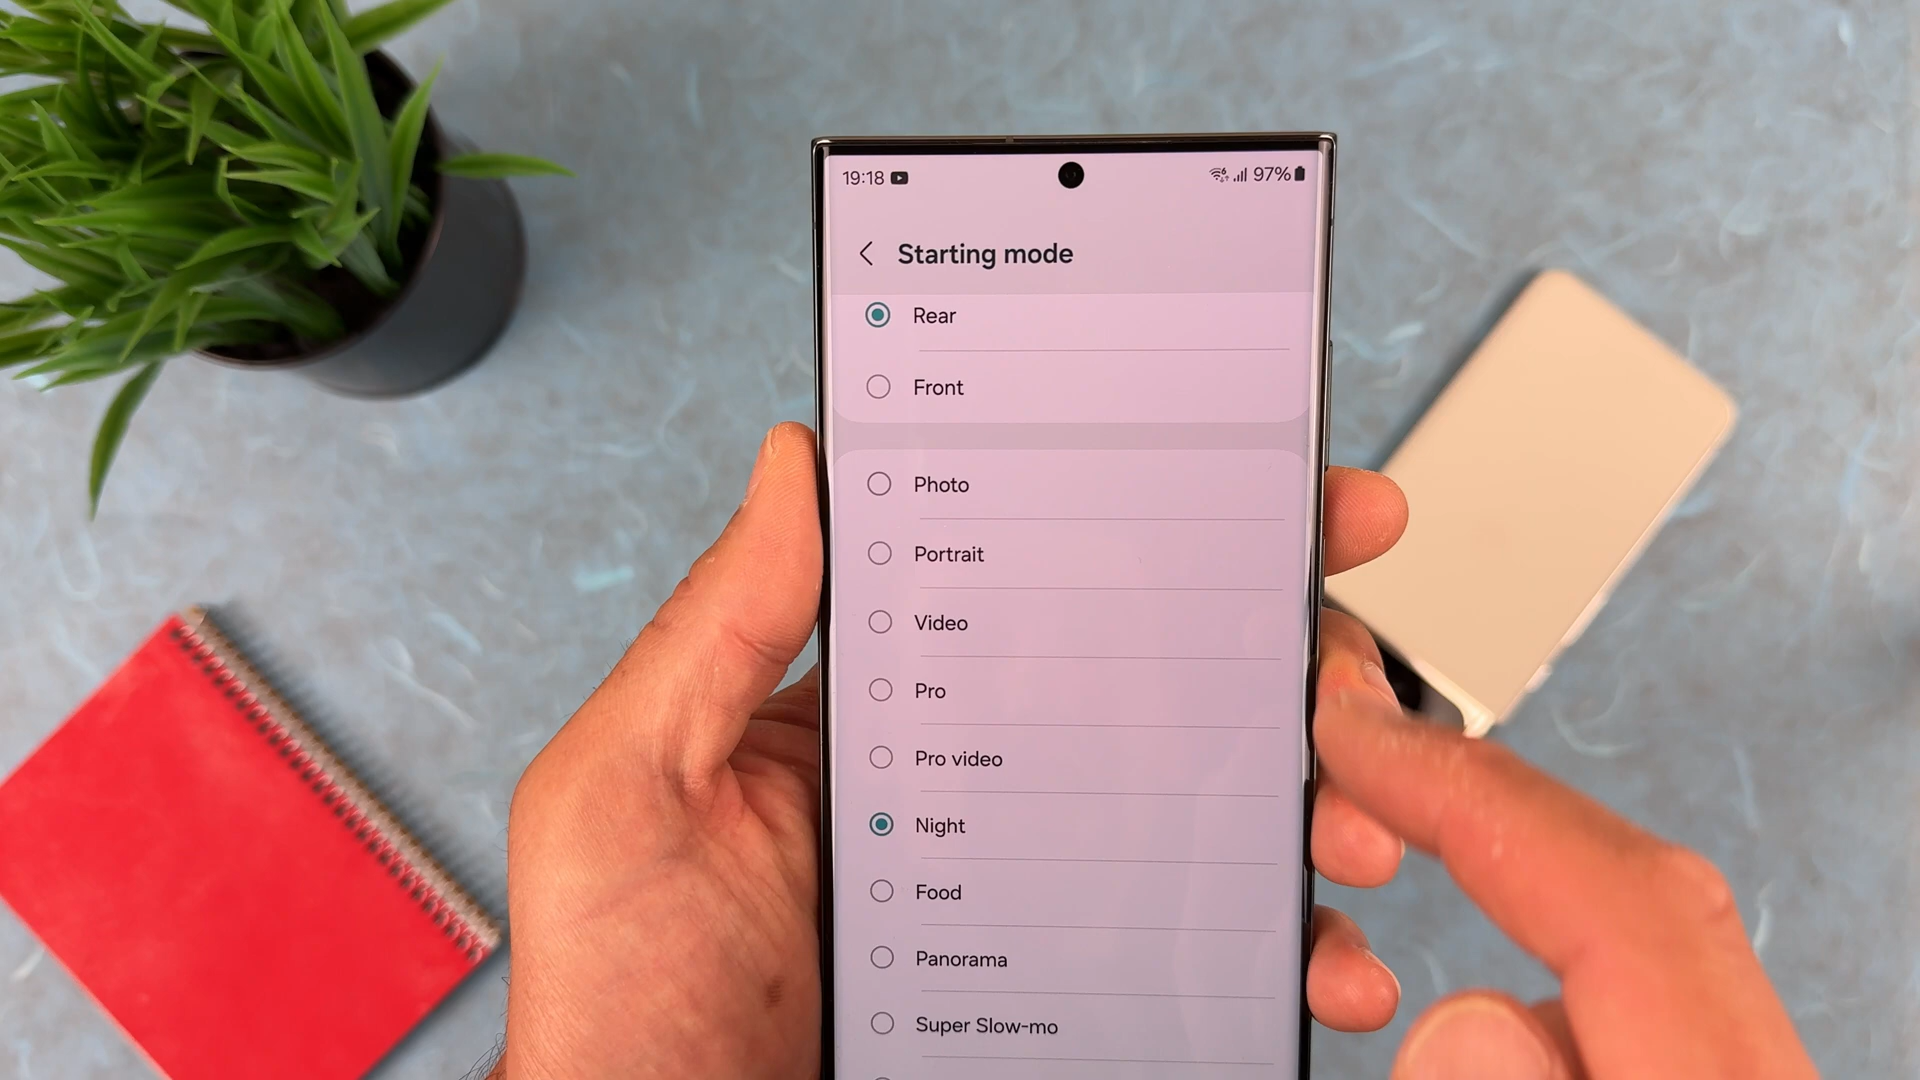 19:18 97%
Starting mode
Rear
Front
Photo
Portrait
Video
Pro
Pro video
Night
Food
Panorama
Super Slow-mo